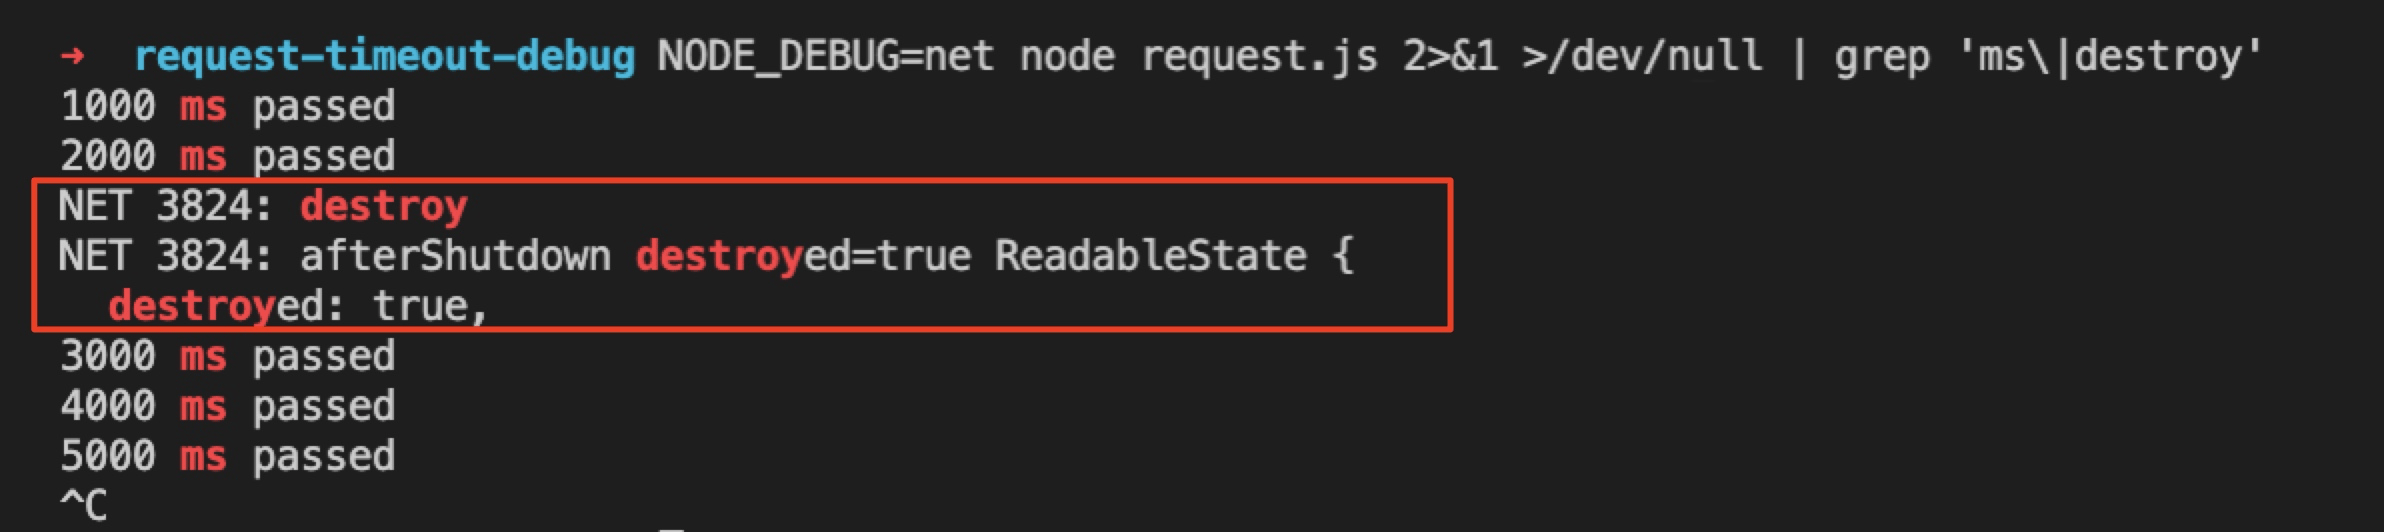 ➜ request-timeout-debug NODE_DEBUG=net node request.js 2>&1 >/dev/null | grep 'ms\|destroy'
1000 ms passed
2000 ms passed
NET 3824: destroy
NET 3824: afterShutdown destroyed=true ReadableState {
  destroyed: true,
3000 ms passed
4000 ms passed
5000 ms passed
^C